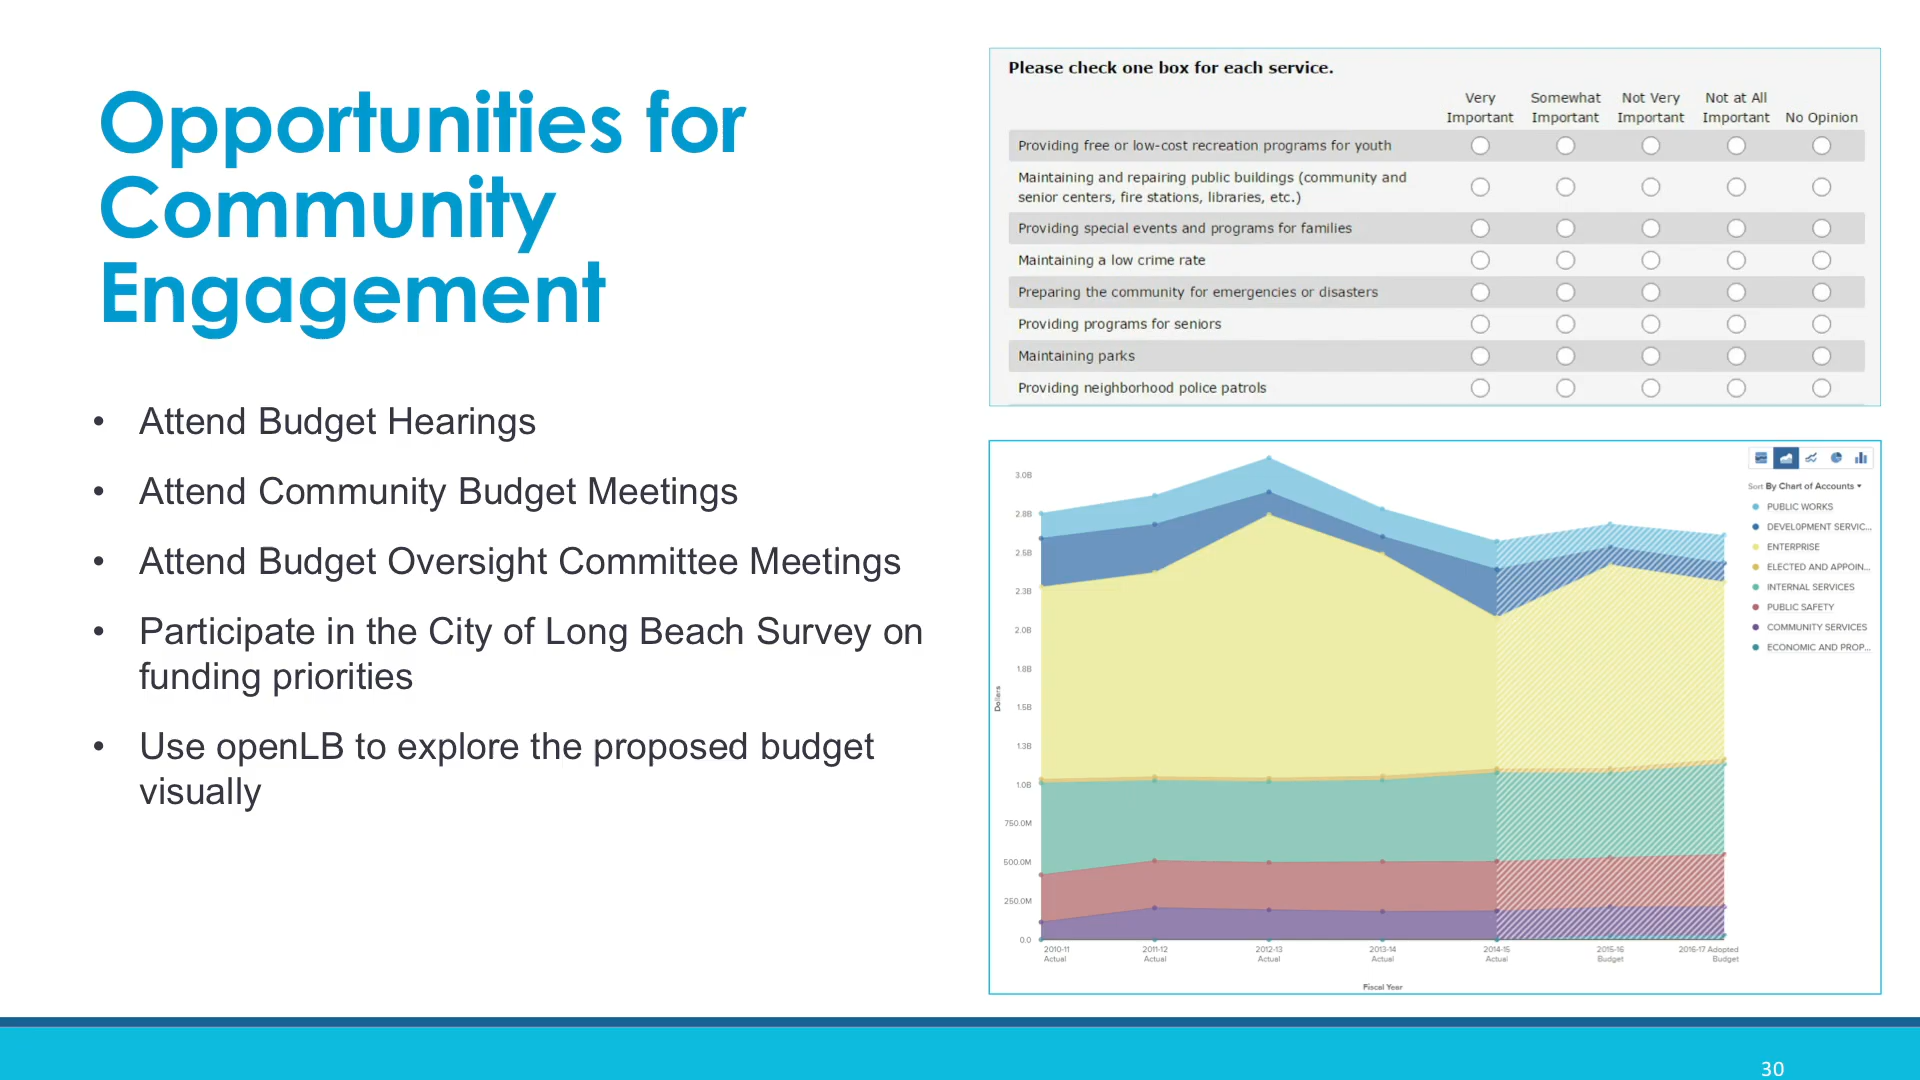 Opportunities for
Community
Engagement
• Attend Budget Hearings
• Attend Community Budget Meetings
• Attend Budget Oversight Committee Meetings
• Participate in the City of Long Beach Survey on
funding priorities
• Use openLB to explore the proposed budget
visually
Please check one box for each service.
Very Important
Somewhat Important
Not Very Important
Not at All Important
No Opinion
Providing free or low-cost recreation programs for youth
Maintaining and repairing public buildings (community and
senior centers, fire stations, libraries, etc.)
Providing special events and programs for families
Maintaining a low crime rate
Preparing the community for emergencies or disasters
Providing programs for seniors
Maintaining parks
Providing neighborhood police patrols
Sort By Chart of Accounts
PUBLIC WORKS
DEVELOPMENT SERVIC...
ENTERPRISE
ELECTED AND APPOIN...
INTERNAL SERVICES
PUBLIC SAFETY
COMMUNITY SERVICES
ECONOMIC AND PROP...
3.0B
2.8B
2.5B
2.3B
2.0B
1.8B
1.5B
1.3B
1.0B
750.0M
500.0M
250.0M
0.0
Dollars
2010-11 Actual
2011-12 Actual
2012-13 Actual
2013-14 Actual
2014-15 Actual
2015-16 Budget
2016-17 Adopted Budget
Fiscal Year
30